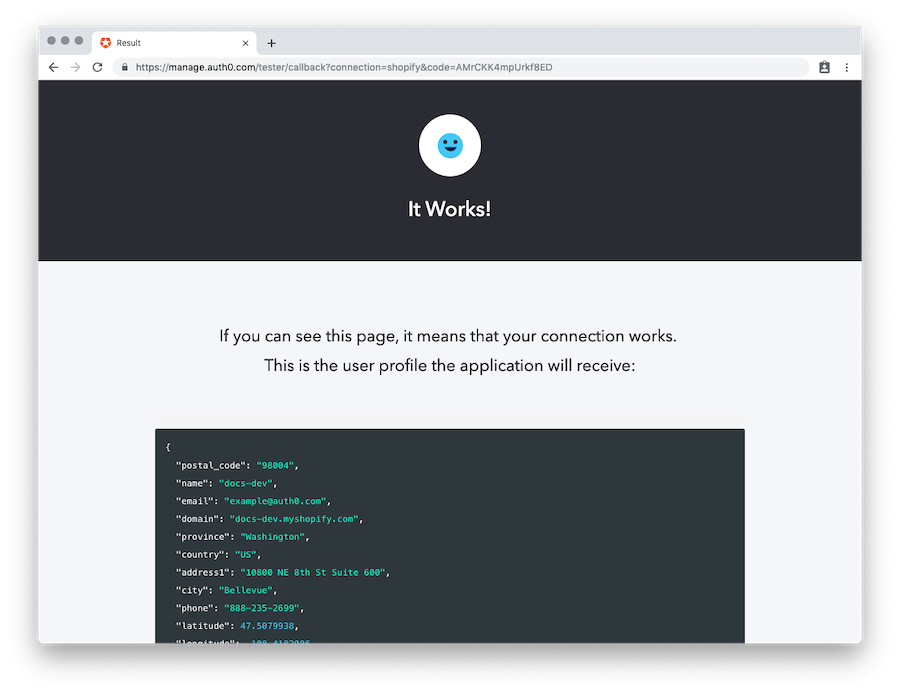 Result
https://manage.auth0.com/tester/callback?connection=shopify&code=AMrCKK4mpUrkf8ED
It Works!
If you can see this page, it means that your connection works.
This is the user profile the application will receive:
{
"postal_code": "98004",
"name": "docs-dev",
"email": "example@auth0.com",
"domain": "docs-dev.myshopify.com",
"province": "Washington",
"country": "US",
"address1": "10800 NE 8th St Suite 600",
"city": "Bellevue",
"phone": "888-235-2699",
"latitude": 47.5079938,